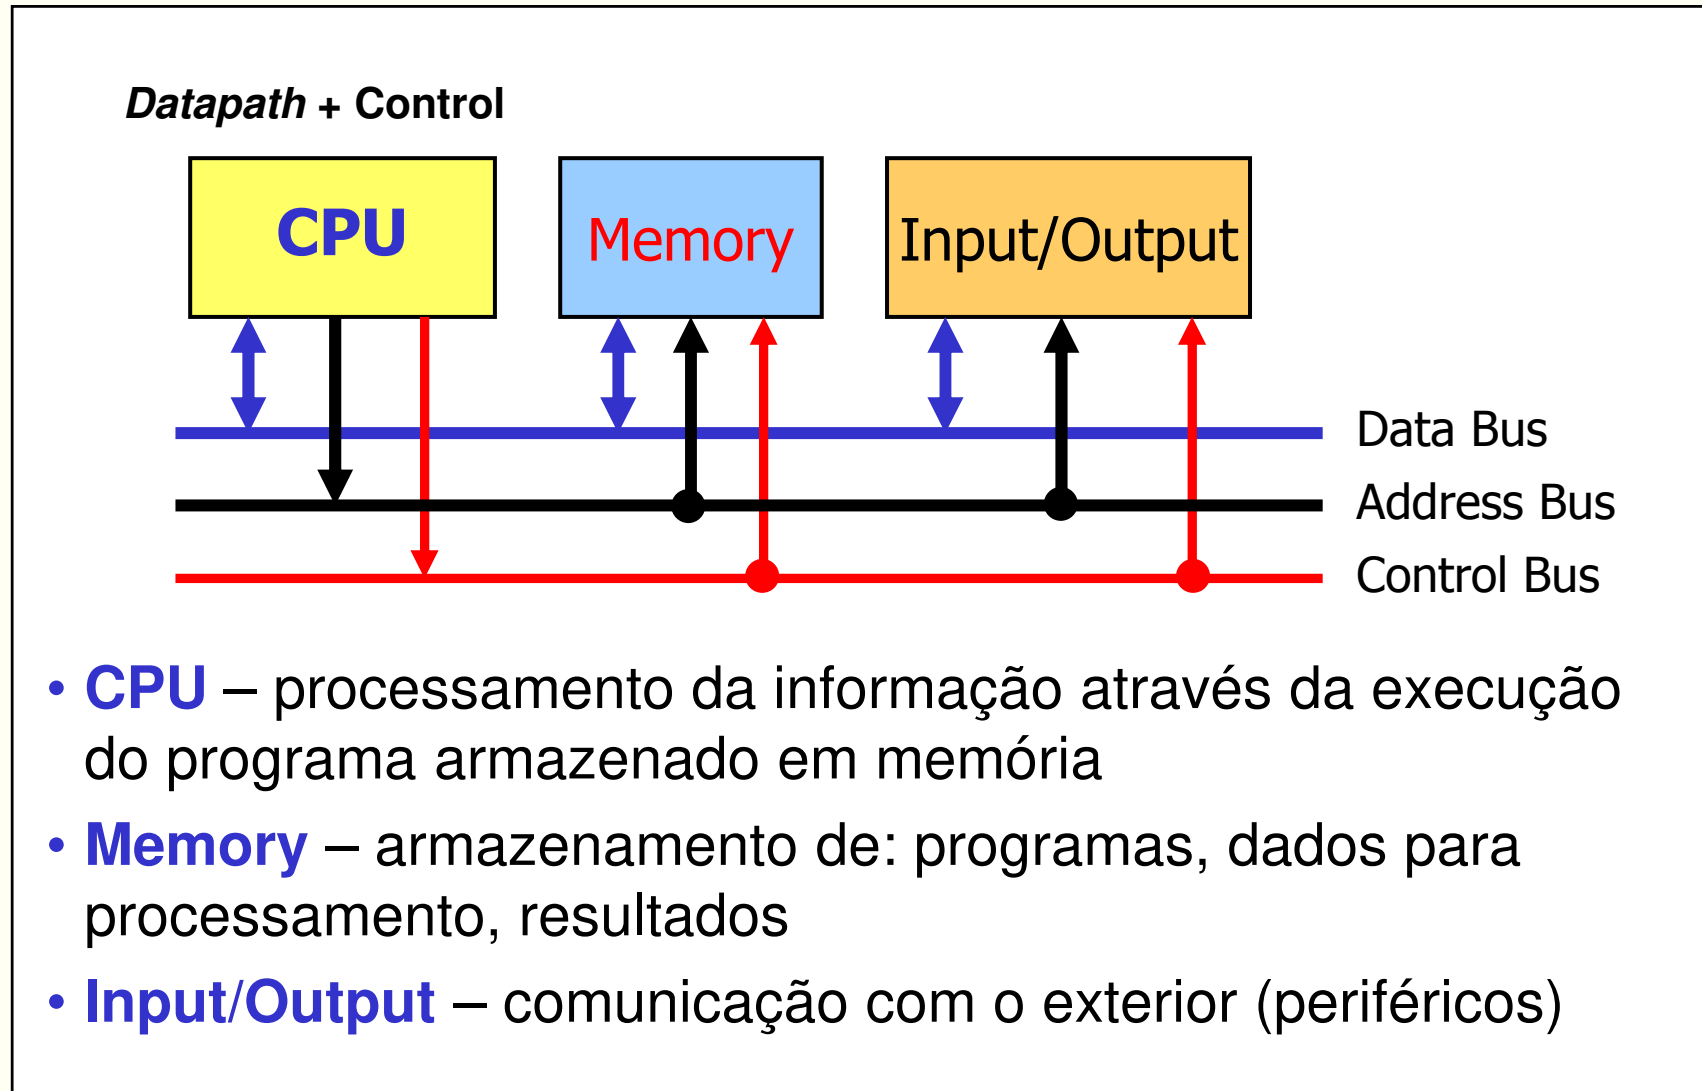 Datapath + Control
CPU
Memory
Input/Output
Data Bus
Address Bus
Control Bus
• CPU – processamento da informação através da execução
do programa armazenado em memória
• Memory – armazenamento de: programas, dados para
processamento, resultados
• Input/Output – comunicação com o exterior (periféricos)